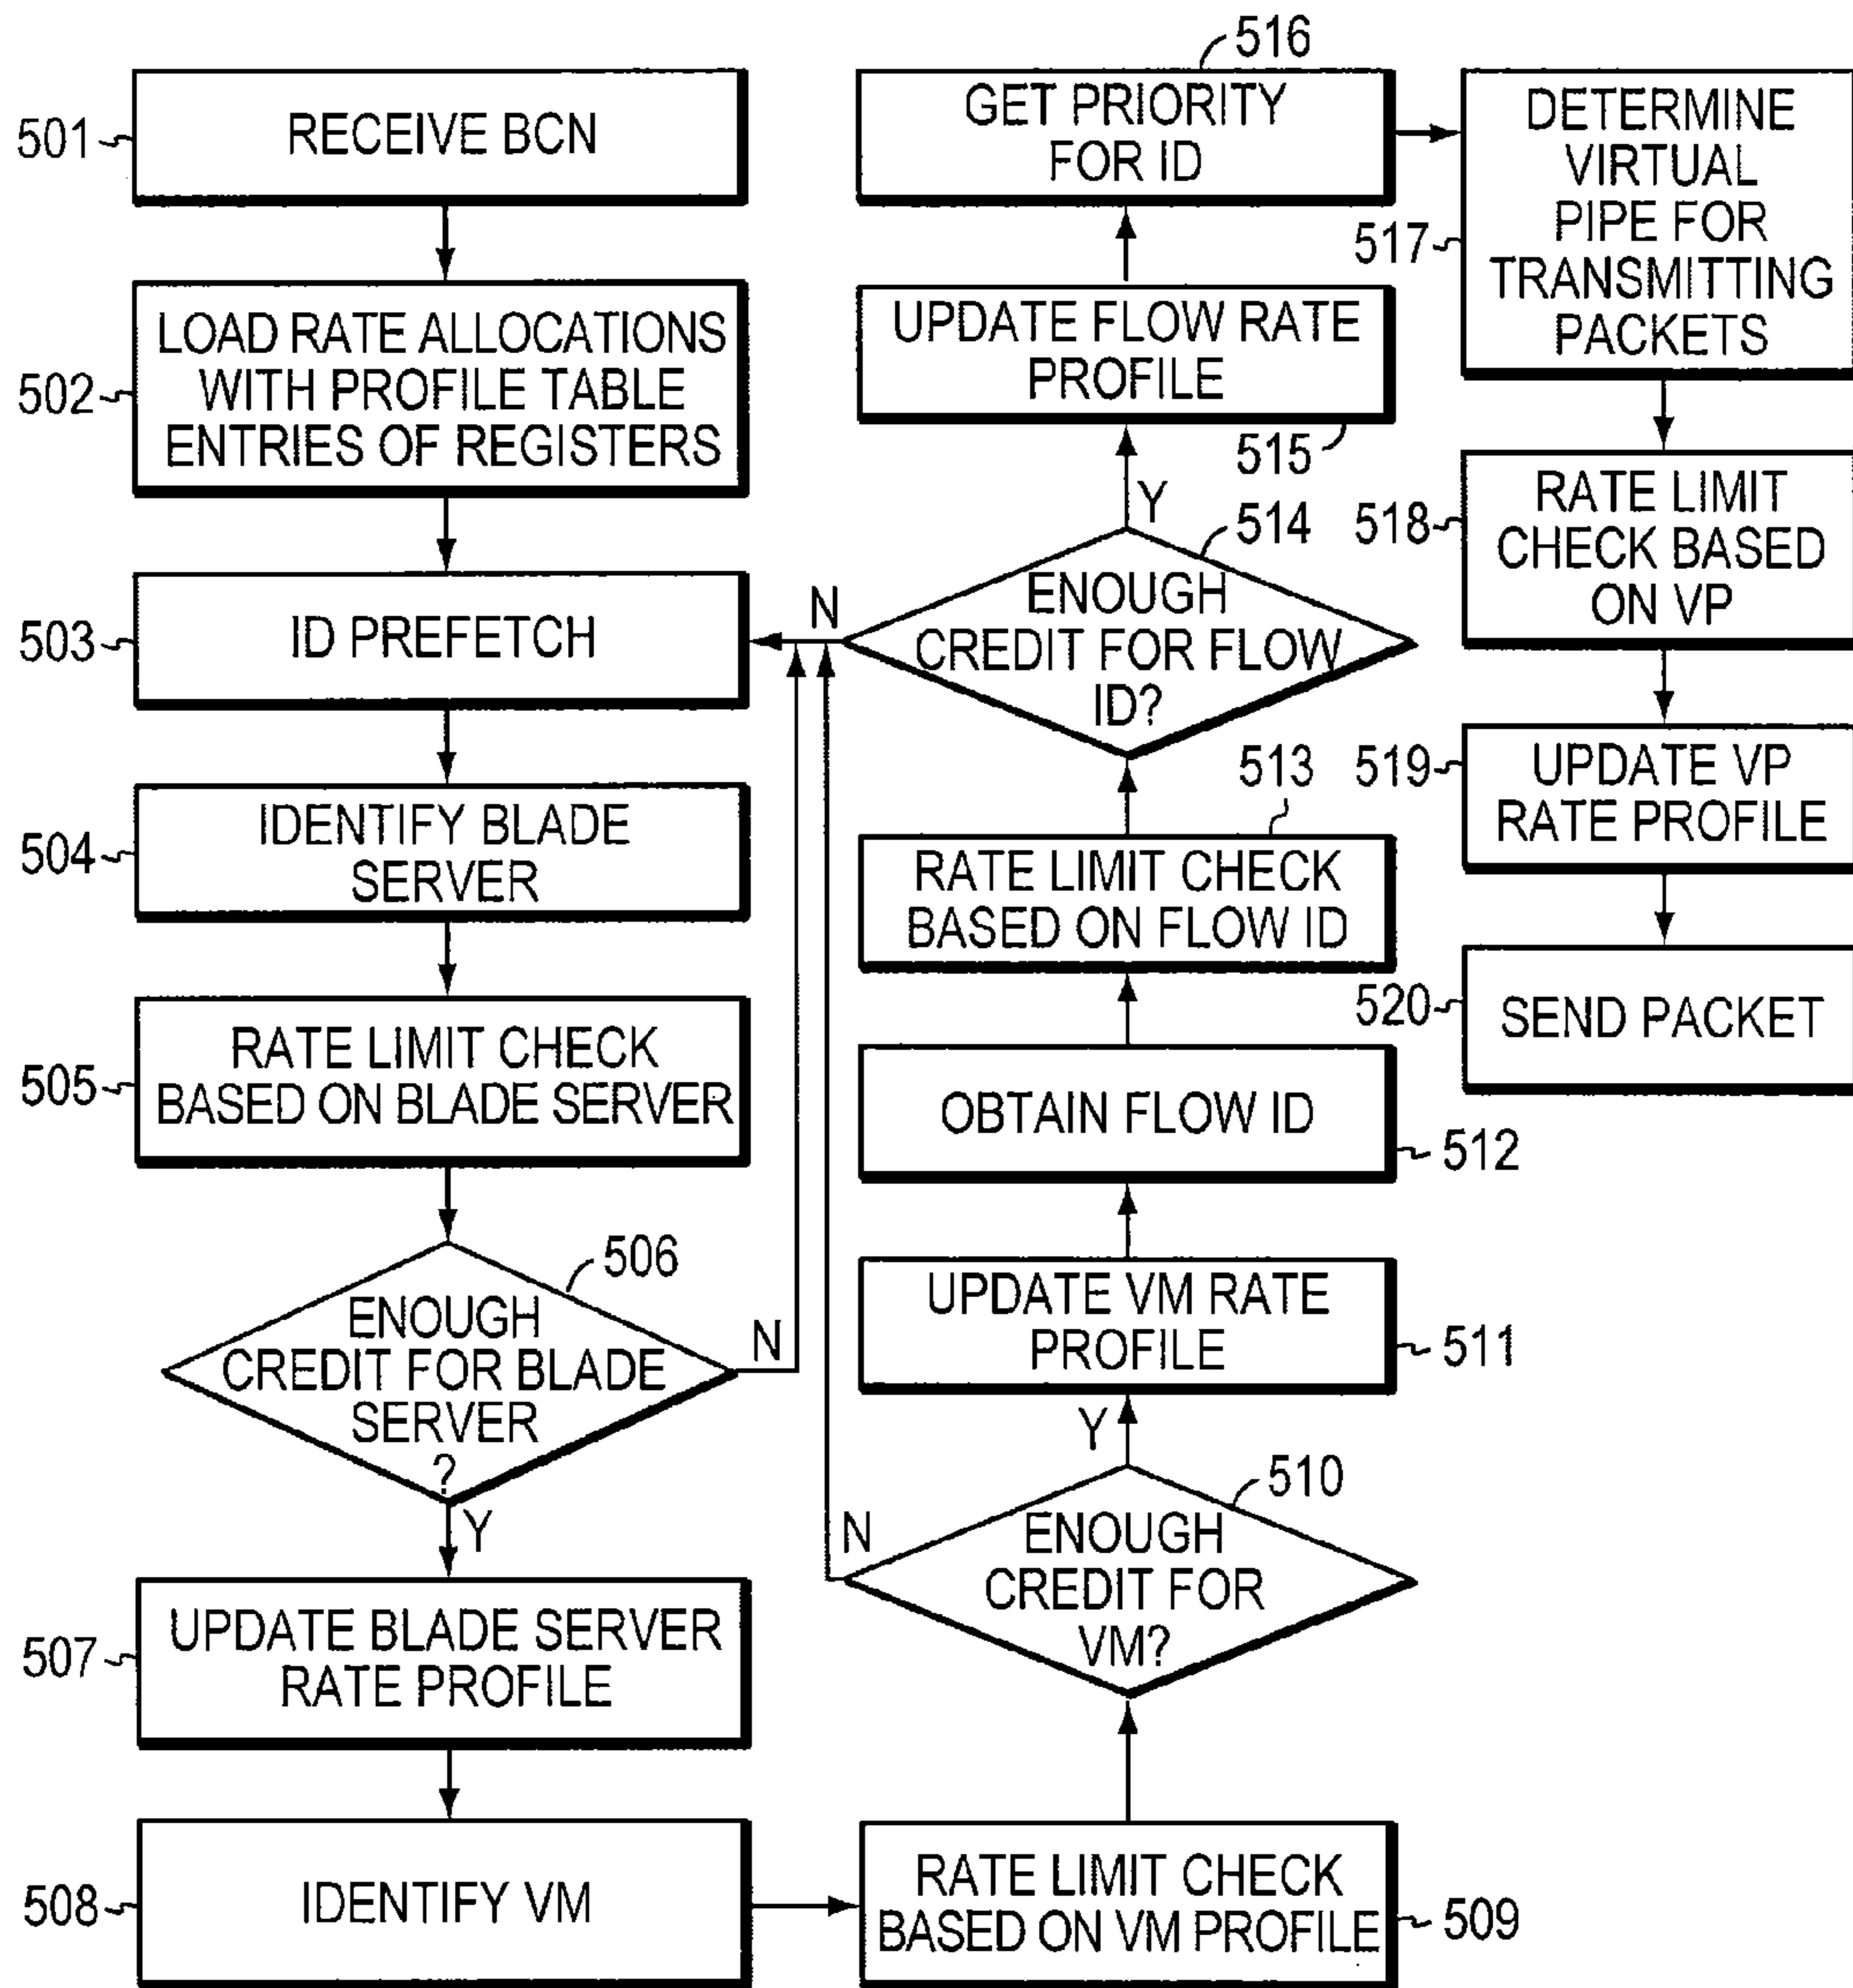 501
RECEIVE BCN
502
LOAD RATE ALLOCATIONS
WITH PROFILE TABLE
ENTRIES OF REGISTERS
503
ID PREFETCH
504
IDENTIFY BLADE
SERVER
505
RATE LIMIT CHECK
BASED ON BLADE SERVER
506
ENOUGH
CREDIT FOR BLADE
SERVER
?
N
Y
507
UPDATE BLADE SERVER
RATE PROFILE
508
IDENTIFY VM
509
RATE LIMIT CHECK
BASED ON VM PROFILE
510
ENOUGH
CREDIT FOR
VM?
N
Y
511
UPDATE VM RATE
PROFILE
512
OBTAIN FLOW ID
513
RATE LIMIT CHECK
BASED ON FLOW ID
514
ENOUGH
CREDIT FOR FLOW
ID?
N
Y
515
UPDATE FLOW RATE
PROFILE
516
GET PRIORITY
FOR ID
517
DETERMINE
VIRTUAL
PIPE FOR
TRANSMITTING
PACKETS
518
RATE LIMIT
CHECK BASED
ON VP
519
UPDATE VP
RATE PROFILE
520
SEND PACKET